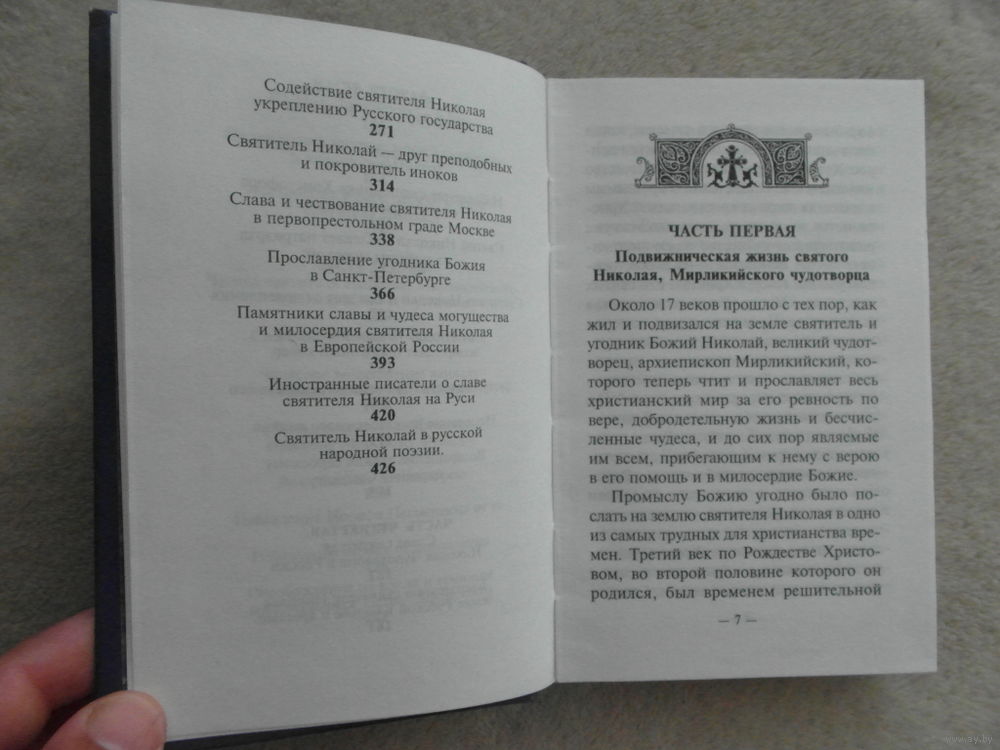 Содействие святителя Николая
укреплению Русского государства
271
Святитель Николай — друг преподобных
и покровитель иноков
314
Слава и чествование святителя Николая
в первопрестольном граде Москве
338
Прославление угодника Божия
в Санкт-Петербурге
366
Памятники славы и чудеса могущества
и милосердия святителя Николая
в Европейской России
393
Иностранные писатели о славе
святителя Николая на Руси
420
Святитель Николай в русской
народной поэзии.
426
ЧАСТЬ ПЕРВАЯ
Подвижническая жизнь святого
Николая, Мирликийского чудотворца
Около 17 веков прошло с тех пор, как
жил и подвизался на земле святитель и
угодник Божий Николай, великий чудот-
ворец, архиепископ Мирликийский, ко-
торого теперь чтит и прославляет весь
христианский мир за его ревность по
вере, добродетельную жизнь и бесчис-
ленные чудеса, и до сих пор являемые
им всем, прибегающим к нему с верою
в его помощь и в милосердие Божие.
Промыслу Божию угодно было по-
слать на землю святителя Николая в одно
из самых трудных для христианства вре-
мен. Третий век по Рождестве Христо-
вом, во второй половине которого он
родился, был временем решительной
— 7 —
www.ay.by